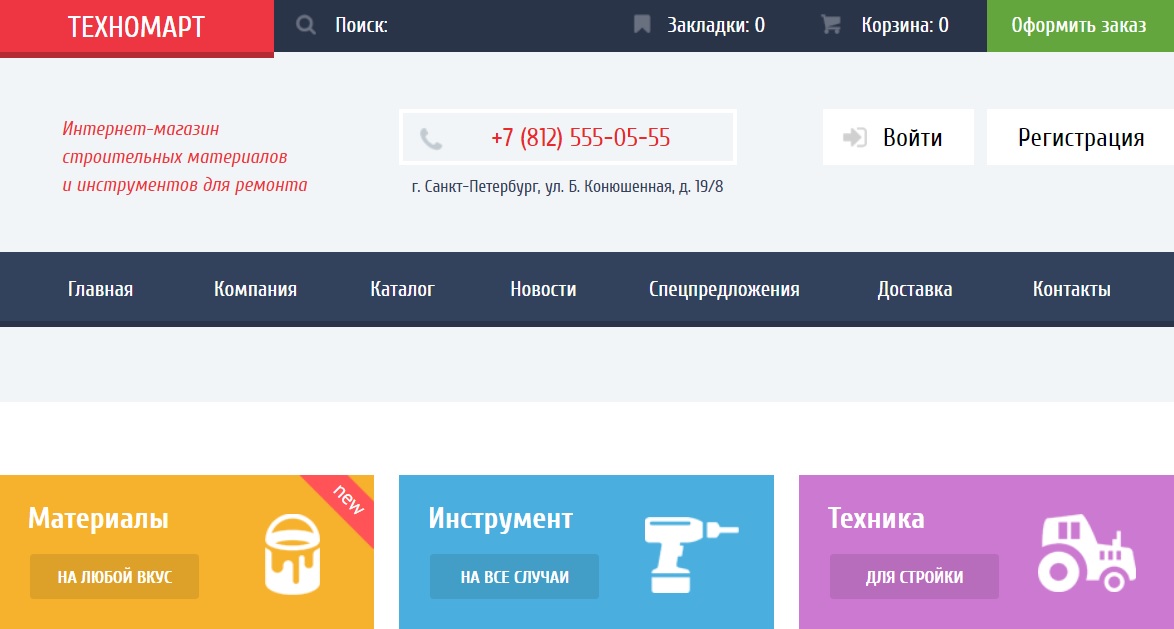 ТЕХНОМАРТ
Поиск:
Закладки: 0
Корзина: 0
Оформить заказ
Интернет-магазин
строительных материалов
и инструментов для ремонта
+7 (812) 555-05-55
г. Санкт-Петербург, ул. Б. Конюшенная, д. 19/8
Войти
Регистрация
Главная
Компания
Каталог
Новости
Спецпредложения
Доставка
Контакты
Материалы
new
НА ЛЮБОЙ ВКУС
Инструмент
НА ВСЕ СЛУЧАИ
Техника
ДЛЯ СТРОЙКИ